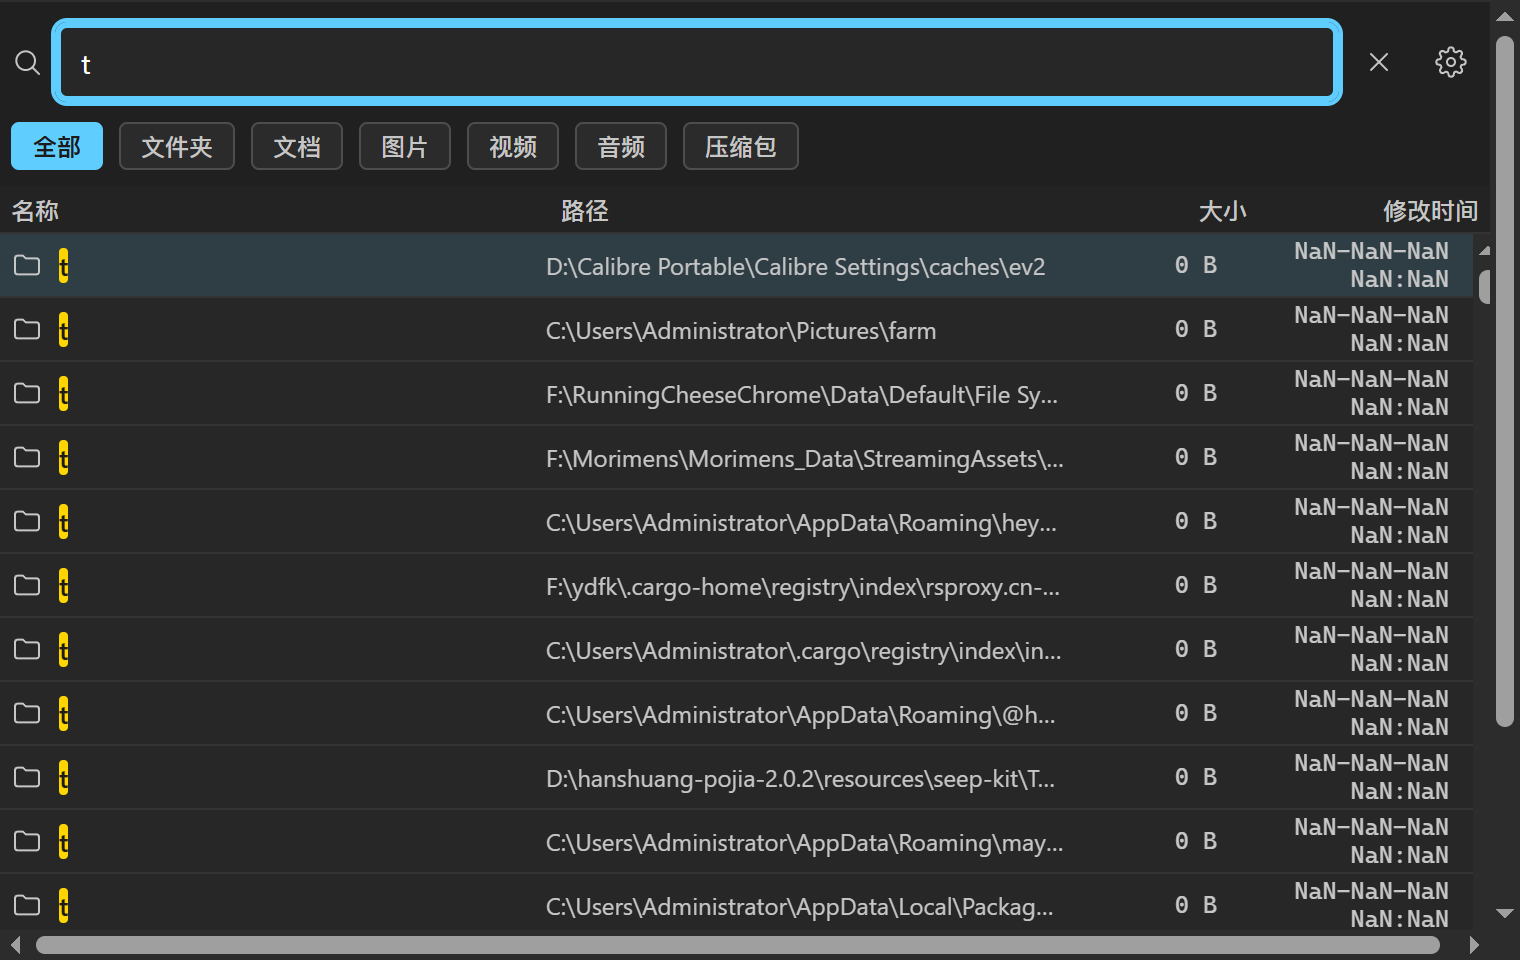 t
全部 文件夹 文档 图片 视频 音频 压缩包
名称 路径 大小 修改时间
t D:\Calibre Portable\Calibre Settings\caches\ev2 0 B NaN-NaN-NaN
NaN:NaN
t C:\Users\Administrator\Pictures\farm 0 B NaN-NaN-NaN
NaN:NaN
t F:\RunningCheeseChrome\Data\Default\File Sy... 0 B NaN-NaN-NaN
NaN:NaN
t F:\Morimens\Morimens_Data\StreamingAssets\... 0 B NaN-NaN-NaN
NaN:NaN
t C:\Users\Administrator\AppData\Roaming\hey... 0 B NaN-NaN-NaN
NaN:NaN
t F:\ydfk\.cargo-home\registry\index\rsproxy.cn-... 0 B NaN-NaN-NaN
NaN:NaN
t C:\Users\Administrator\.cargo\registry\index\in... 0 B NaN-NaN-NaN
NaN:NaN
t C:\Users\Administrator\AppData\Roaming\@h... 0 B NaN-NaN-NaN
NaN:NaN
t D:\hanshuang-pojia-2.0.2\resources\seep-kit\T... 0 B NaN-NaN-NaN
NaN:NaN
t C:\Users\Administrator\AppData\Roaming\may... 0 B NaN-NaN-NaN
NaN:NaN
t C:\Users\Administrator\AppData\Local\Packag... 0 B NaN-NaN-NaN
NaN:NaN